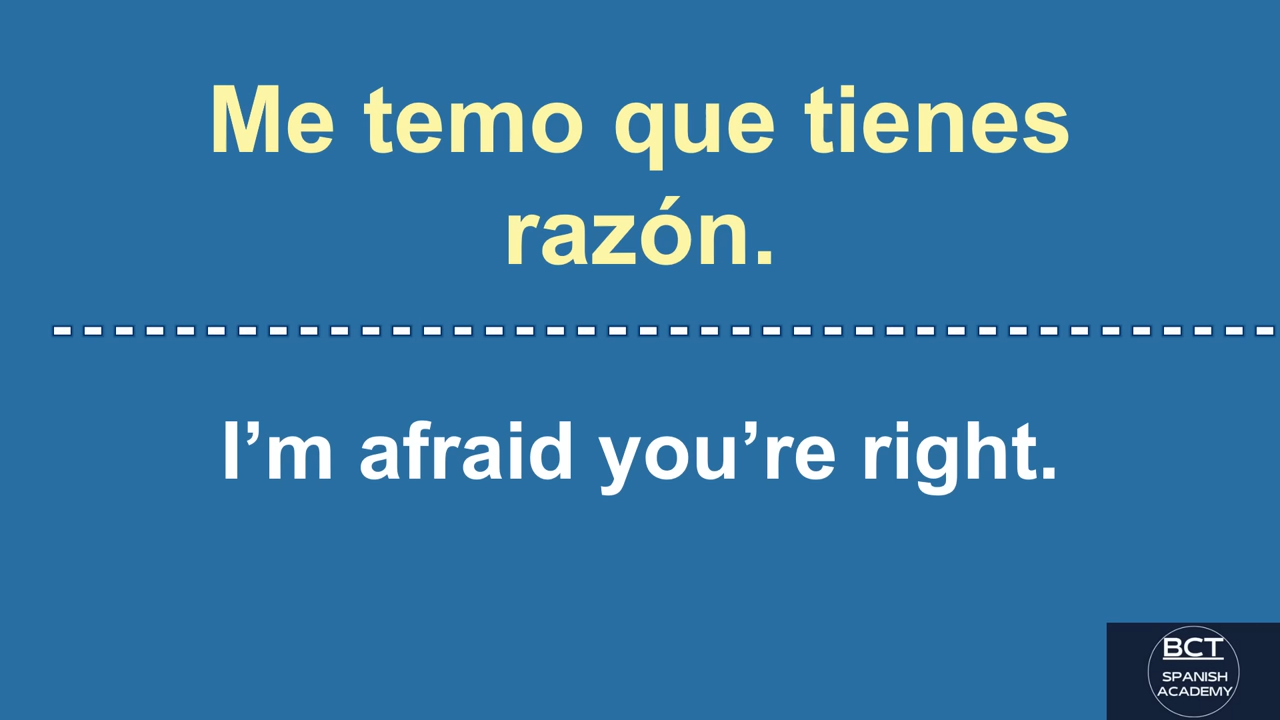 Me temo que tienes
razón.
I’m afraid you’re right.
BCT
SPANISH
ACADEMY